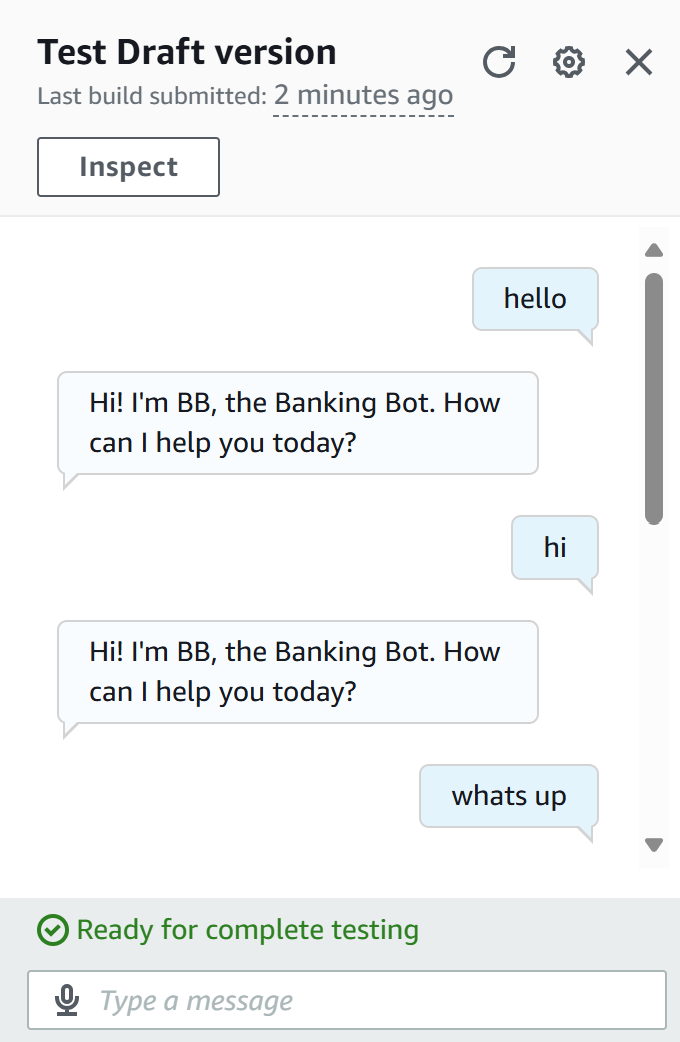 Test Draft version
Last build submitted: 2 minutes ago
Inspect
hello
Hi! I'm BB, the Banking Bot. How
can I help you today?
hi
Hi! I'm BB, the Banking Bot. How
can I help you today?
whats up
Ready for complete testing
Type a message